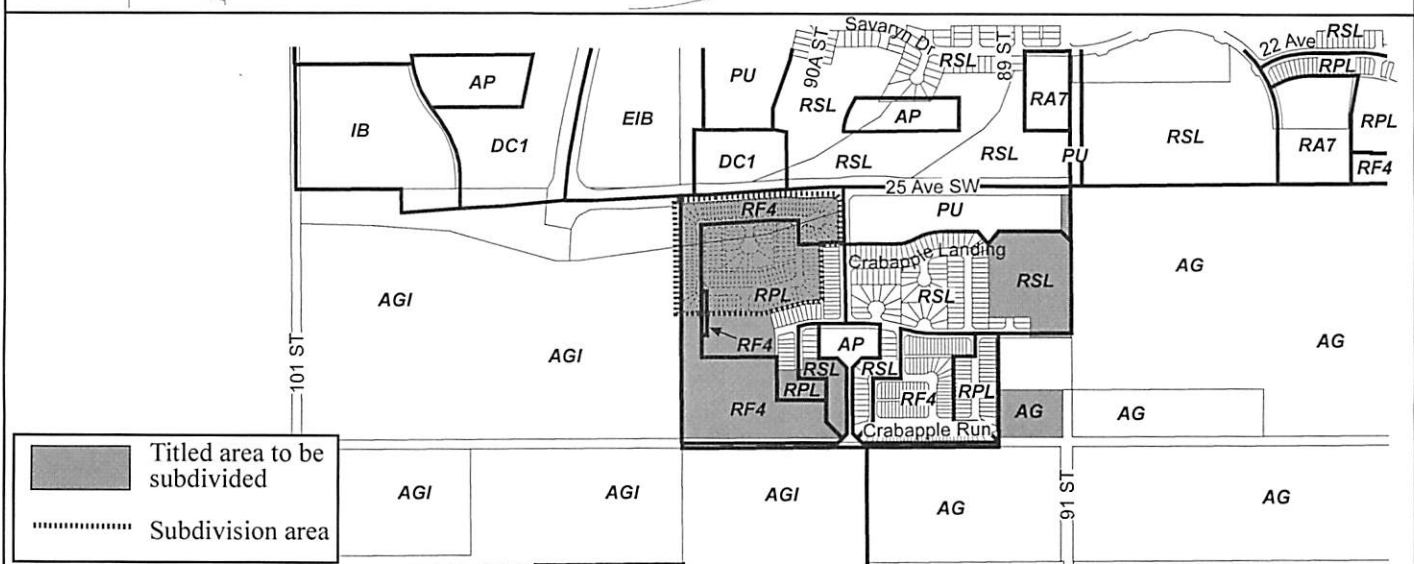 Savaryn Dr
90A ST
89 ST
RSL
22 Ave
RSL
RPL
AP
PU
RSL
AP
RA7
IB
DC1
EIB
RSL
RPL
DC1
RSL
RSL
PU
RA7
RF4
25 Ave SW
RF4
PU
Crabapple Landing
AG
AGI
RPL
RSL
RSL
101 ST
AGI
RF4
AP
AG
RSL
RSL
RPL
RF4
RF4
RPL
AG
AG
Crabapple Run
Titled area to be
subdivided
Subdivision area
AGI
AGI
AGI
AG
91 ST
AG